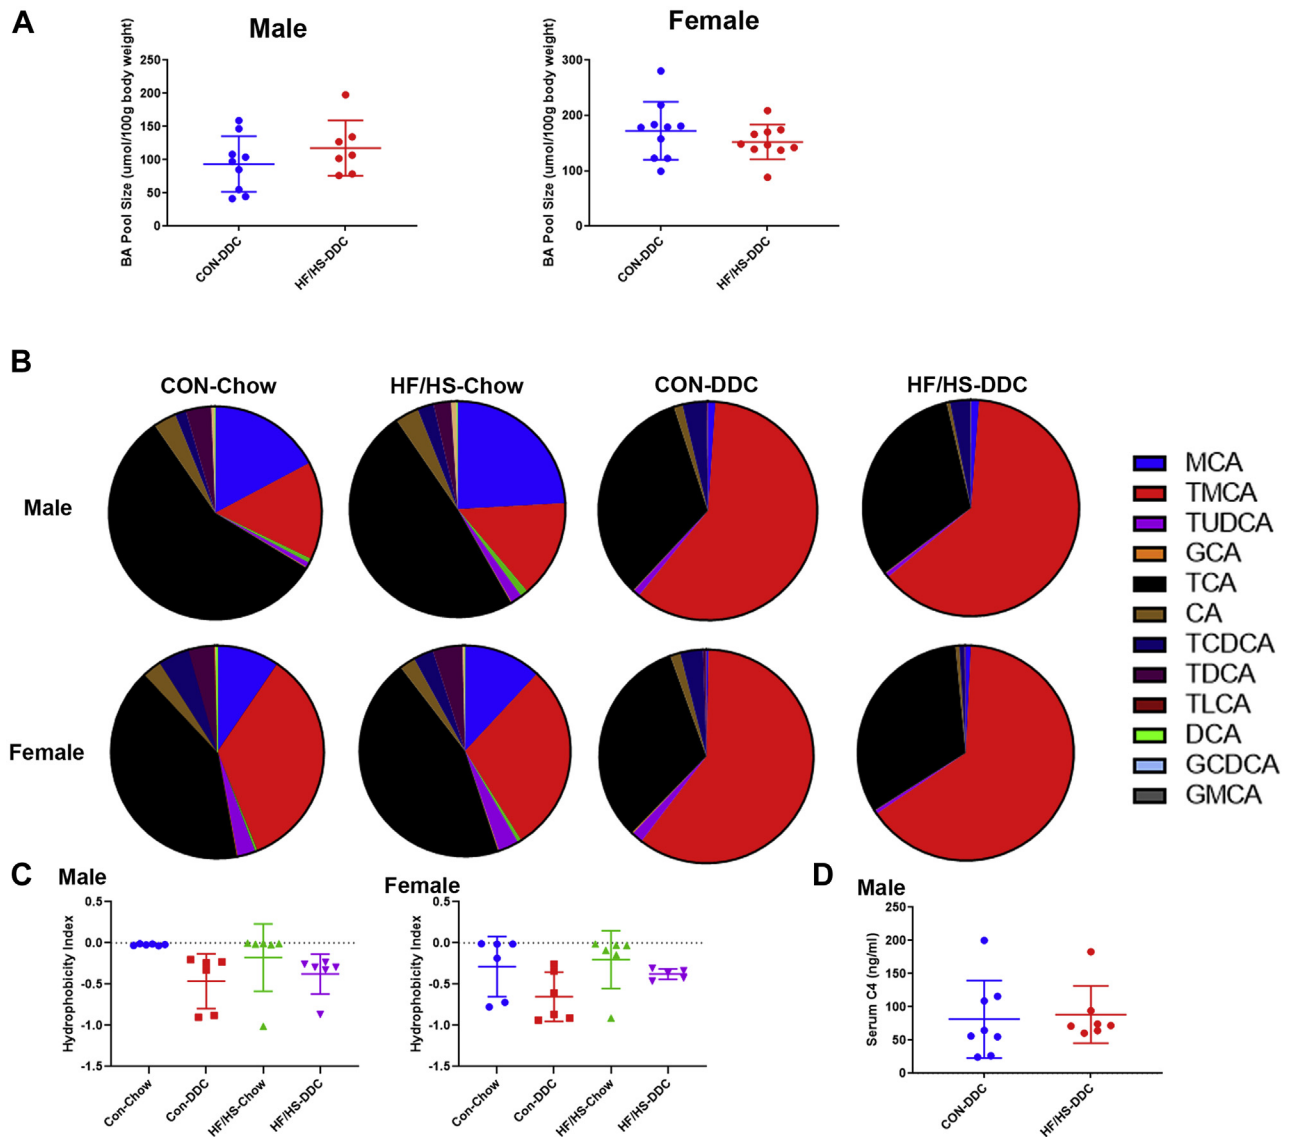 A
Male
Female
BA Pool Size (umol/100g body weight)
250
200
150
100
50
0
CON-DDC
HF/HS-DDC
BA Pool Size (umol/100g body weight)
300
200
100
0
CON-DDC
HF/HS-DDC
B
CON-Chow
HF/HS-Chow
CON-DDC
HF/HS-DDC
Male
Female
MCA
TMCA
TUDCA
GCA
TCA
CA
TCDCA
TDCA
TLCA
DCA
GCDCA
GMCA
C
Male
Hydrophobicity Index
0.5
0.0
-0.5
-1.0
-1.5
Con-Chow
Con-DDC
HF/HS-Chow
HF/HS-DDC
Female
Hydrophobicity Index
0.5
0.0
-0.5
-1.0
-1.5
Con-Chow
Con-DDC
HF/HS-Chow
HF/HS-DDC
D
Male
Serum C4 (ng/ml)
250
200
150
100
50
0
CON-DDC
HF/HS-DDC